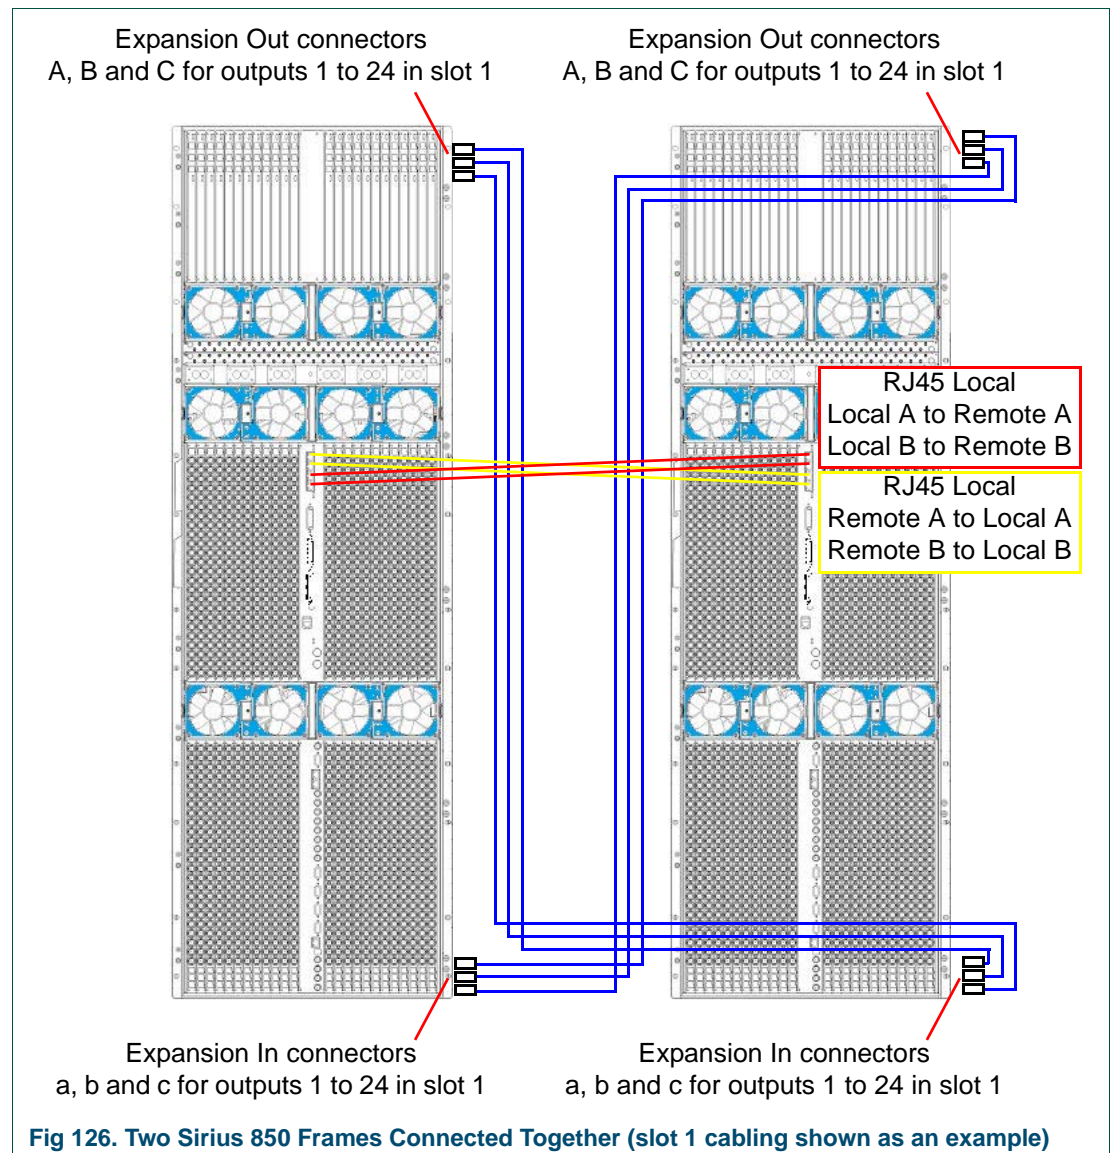 Expansion Out connectors
A, B and C for outputs 1 to 24 in slot 1
Expansion Out connectors
A, B and C for outputs 1 to 24 in slot 1
RJ45 Local
Local A to Remote A
Local B to Remote B
RJ45 Local
Remote A to Local A
Remote B to Local B
Expansion In connectors
a, b and c for outputs 1 to 24 in slot 1
Expansion In connectors
a, b and c for outputs 1 to 24 in slot 1
Fig 126. Two Sirius 850 Frames Connected Together (slot 1 cabling shown as an example)